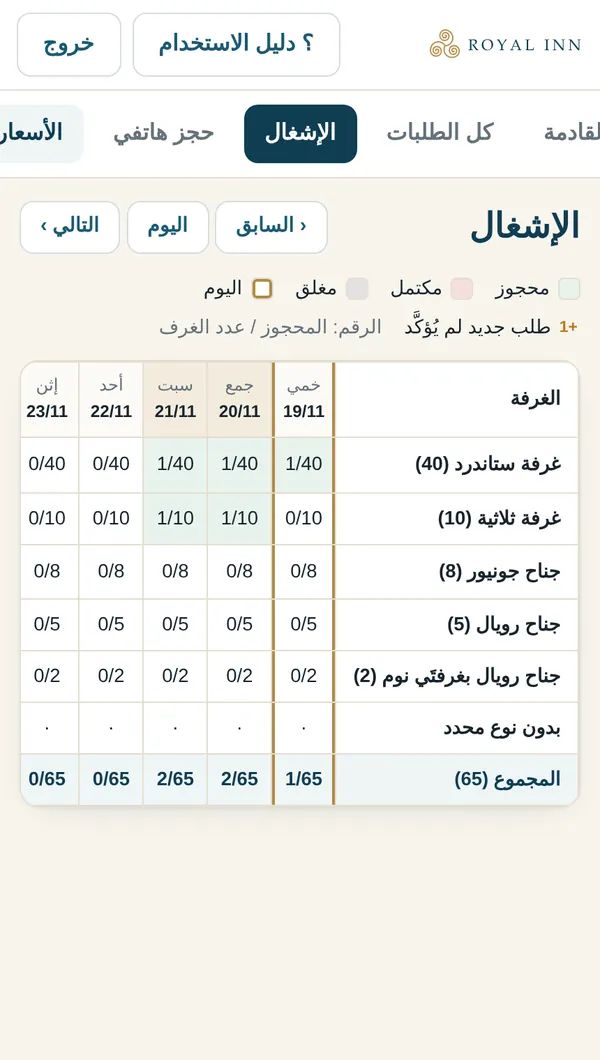 ROYAL INN
؟ دليل الاستخدام
خروج
لقادمة
كل الطلبات
الإشغال
حجز هاتفي
الأسعار
الإشغال
‹ السابق
اليوم
التالي ›
محجوز
مكتمل
مغلق
اليوم
+1 طلب جديد لم يُؤكَّد
الرقم: المحجوز / عدد الغرف
الغرفة خمي 19/11 جمع 20/11 سبت 21/11 أحد 22/11 إثن 23/11
غرفة ستاندرد (40) 1/40 1/40 1/40 0/40 0/40
غرفة ثلاثية (10) 0/10 1/10 1/10 0/10 0/10
جناح جونيور (8) 0/8 0/8 0/8 0/8 0/8
جناح رويال (5) 0/5 0/5 0/5 0/5 0/5
جناح رويال بغرفتَي نوم (2) 0/2 0/2 0/2 0/2 0/2
بدون نوع محدد · · · · ·
المجموع (65) 1/65 2/65 2/65 0/65 0/65